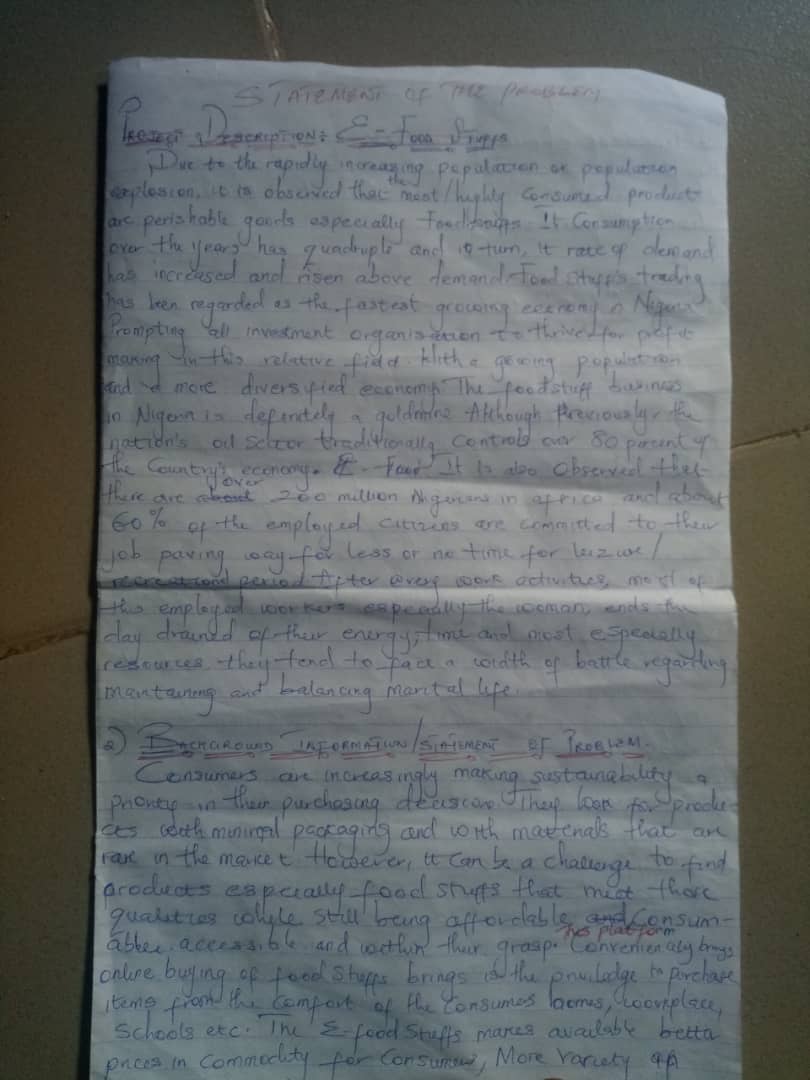 STATEMENT OF THE PROBLEM
PROJECT DESCRIPTION: E-FOOD STUFFS
Due to the rapidly increasing population or population
explosion, it is observed that the most/highly consumed products
are perishable goods especially Foodstuffs. It Consumption
over the years has quadruple and in turn, it rate of demand
has increased and risen above demand. Food stuffs trading
has been regarded as the fastest growing economy in Nigeria
Prompting all investment organisation to thrive for profit
making in this relative field. With a growing population
and a more diversified economy. The foodstuff business
in Nigeria is definitely a goldmine Although Previously, the
nation's oil Sector traditionally Controls over 80 percent of
the Country's economy. It is also Observed that
there are over 200 million Nigerians in africa and about
60% of the employed citizens are committed to their
job paving way for less or no time for leizure/
recreational period After every work activities, most of
this employed workers especially the woman, ends the
day drained of their energy, time and most especially
resources, they tend to face a width of battle regarding
maintaining and balancing marital life.
2) BACKGROUND INFORMATION/STATEMENT OF PROBLEM.
Consumers are increasingly making sustainability a
priority in their purchasing decision. They look for produ-
cts with minimal packaging and with materials that are
rare in the market. However, it can be a challenge to find
products especially food stuffs that meet those
qualities while still being affordable, Consum-
able, accessible and within their grasp. This platform Conveniently brings
online buying of food stuffs brings the priviledge to purchase
items from the comfort of the Consumes homes, workplace,
Schools etc. The E-food Stuffs makes available betta
prices in Commodity for Consumers, More Variety